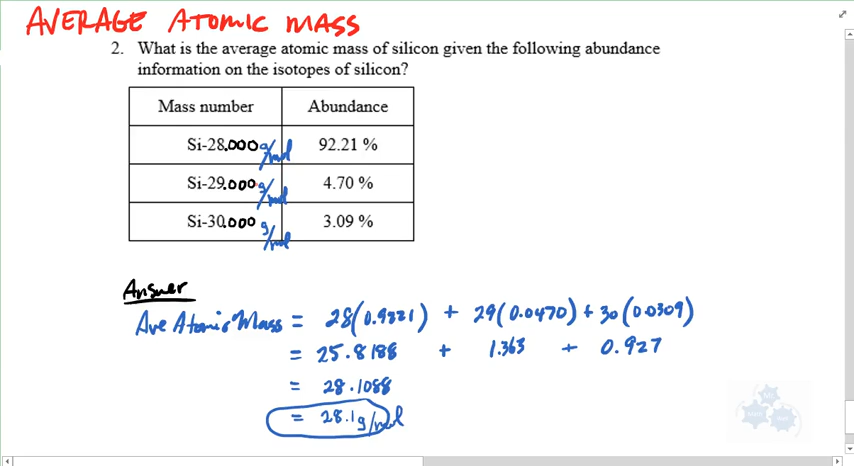 AVERAGE ATOMIC MASS
2. What is the average atomic mass of silicon given the following abundance
information on the isotopes of silicon?
Mass number Abundance
Si-28.000 g/mol 92.21 %
Si-29.000 g/mol 4.70 %
Si-30.000 g/mol 3.09 %
Answer
Ave Atomic Mass = 28(0.9221) + 29(0.0470) + 30(0.0309)
= 25.8188 + 1.363 + 0.927
= 28.1088
= 28.1 g/mol